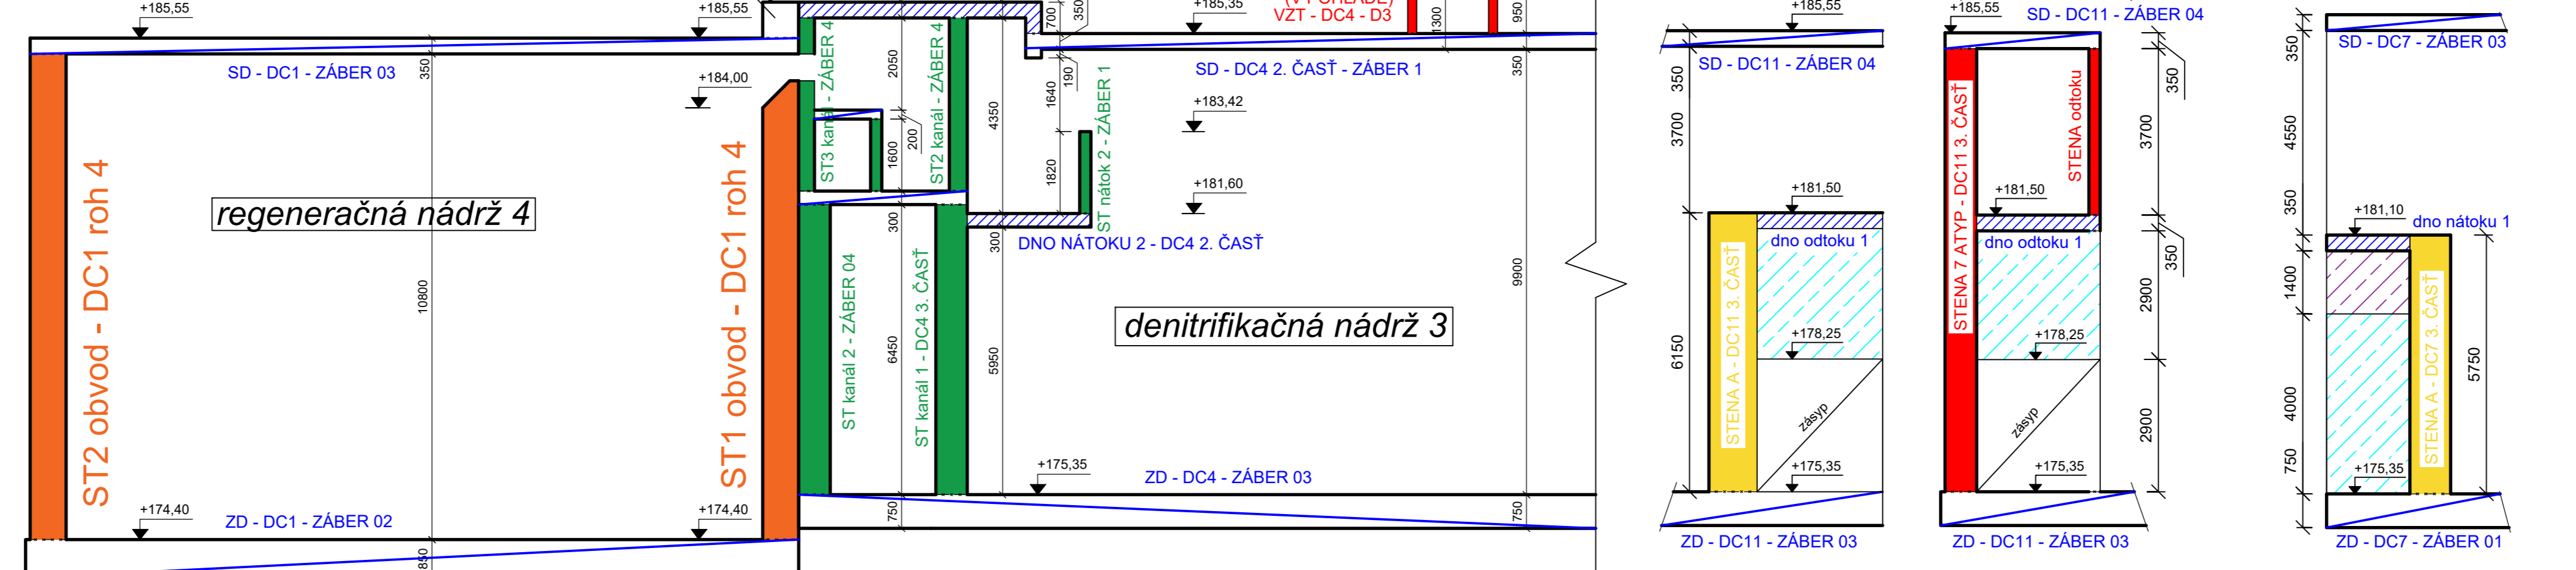 +185,55
+185,55
350
700
+185,35
(V POHĽADE)
VZT - DC4 - D3
1300
950
+185,55
+185,55
SD - DC11 - ZÁBER 04
SD - DC1 - ZÁBER 03
350
2050
190
SD - DC4 2. ČASŤ - ZÁBER 1
350
SD - DC11 - ZÁBER 04
350
350
350
SD - DC7 - ZÁBER 03
+184,00
1640
+183,42
4350
200
1600
1820
3700
3700
4550
ST3 kanál - ZÁBER 4
ST2 kanál - ZÁBER 4
ST nátok 2 - ZÁBER 1
STENA 7 ATYP - DC11 3. ČASŤ
STENA odtoku
ST2 obvod - DC1 roh 4
regeneračná nádrž 4
ST1 obvod - DC1 roh 4
+181,60
+181,50
+181,50
350
+181,10
dno nátoku 1
300
300
DNO NÁTOKU 2 - DC4 2. ČASŤ
dno odtoku 1
dno odtoku 1
350
10800
ST kanál 2 - ZÁBER 04
6450
ST kanál 1 - DC4 3. ČASŤ
5950
denitrifikačná nádrž 3
9900
6150
STENA A - DC11 3. ČASŤ
+178,25
+178,25
2900
1400
4000
STENA A - DC7 3. ČASŤ
5750
zásyp
zásyp
2900
+175,35
ZD - DC4 - ZÁBER 03
+175,35
+175,35
+175,35
750
+174,40
ZD - DC1 - ZÁBER 02
+174,40
750
750
ZD - DC11 - ZÁBER 03
ZD - DC11 - ZÁBER 03
ZD - DC7 - ZÁBER 01
850